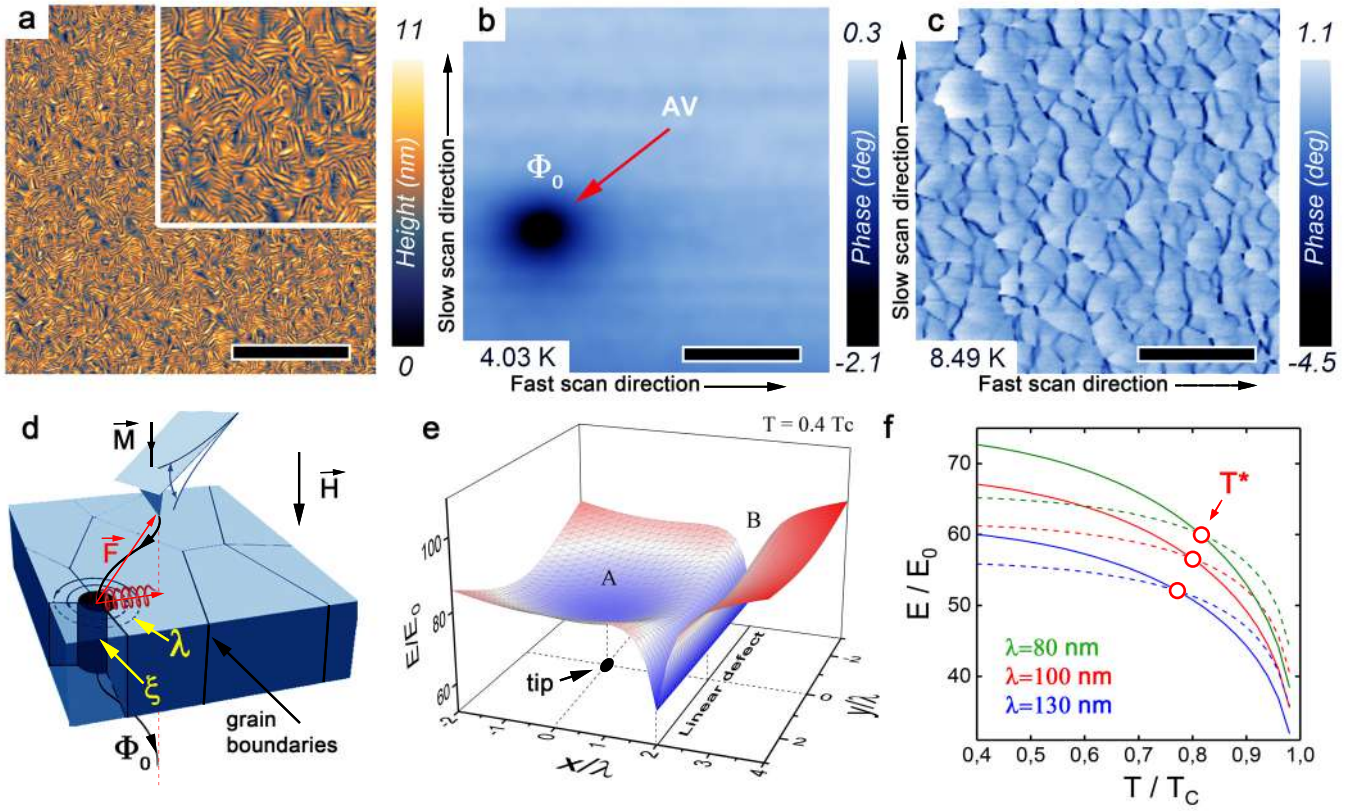 a
11
Height (nm)
0
b
Slow scan direction
AV
Φ0
4.03 K
Fast scan direction
0.3
Phase (deg)
-2.1
c
Slow scan direction
8.49 K
Fast scan direction
1.1
Phase (deg)
-4.5
d
M
H
F
λ
ξ
grain
boundaries
Φ0
e
T = 0.4 Tc
E/E0
100
80
60
A
B
tip
Linear defect
-2
-1
0
1
2
3
4
x/λ
2
0
2
y/λ
f
E / E0
70
60
50
40
T*
λ=80 nm
λ=100 nm
λ=130 nm
0,4 0,5 0,6 0,7 0,8 0,9 1,0
T / TC